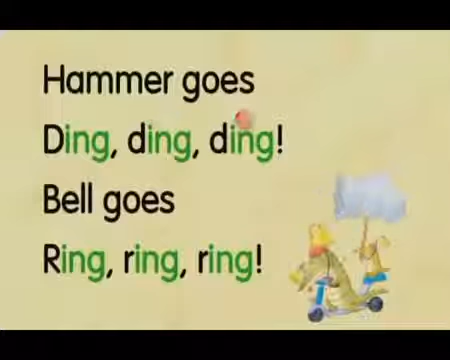 Hammer goes
Ding, ding, ding!
Bell goes
Ring, ring, ring!